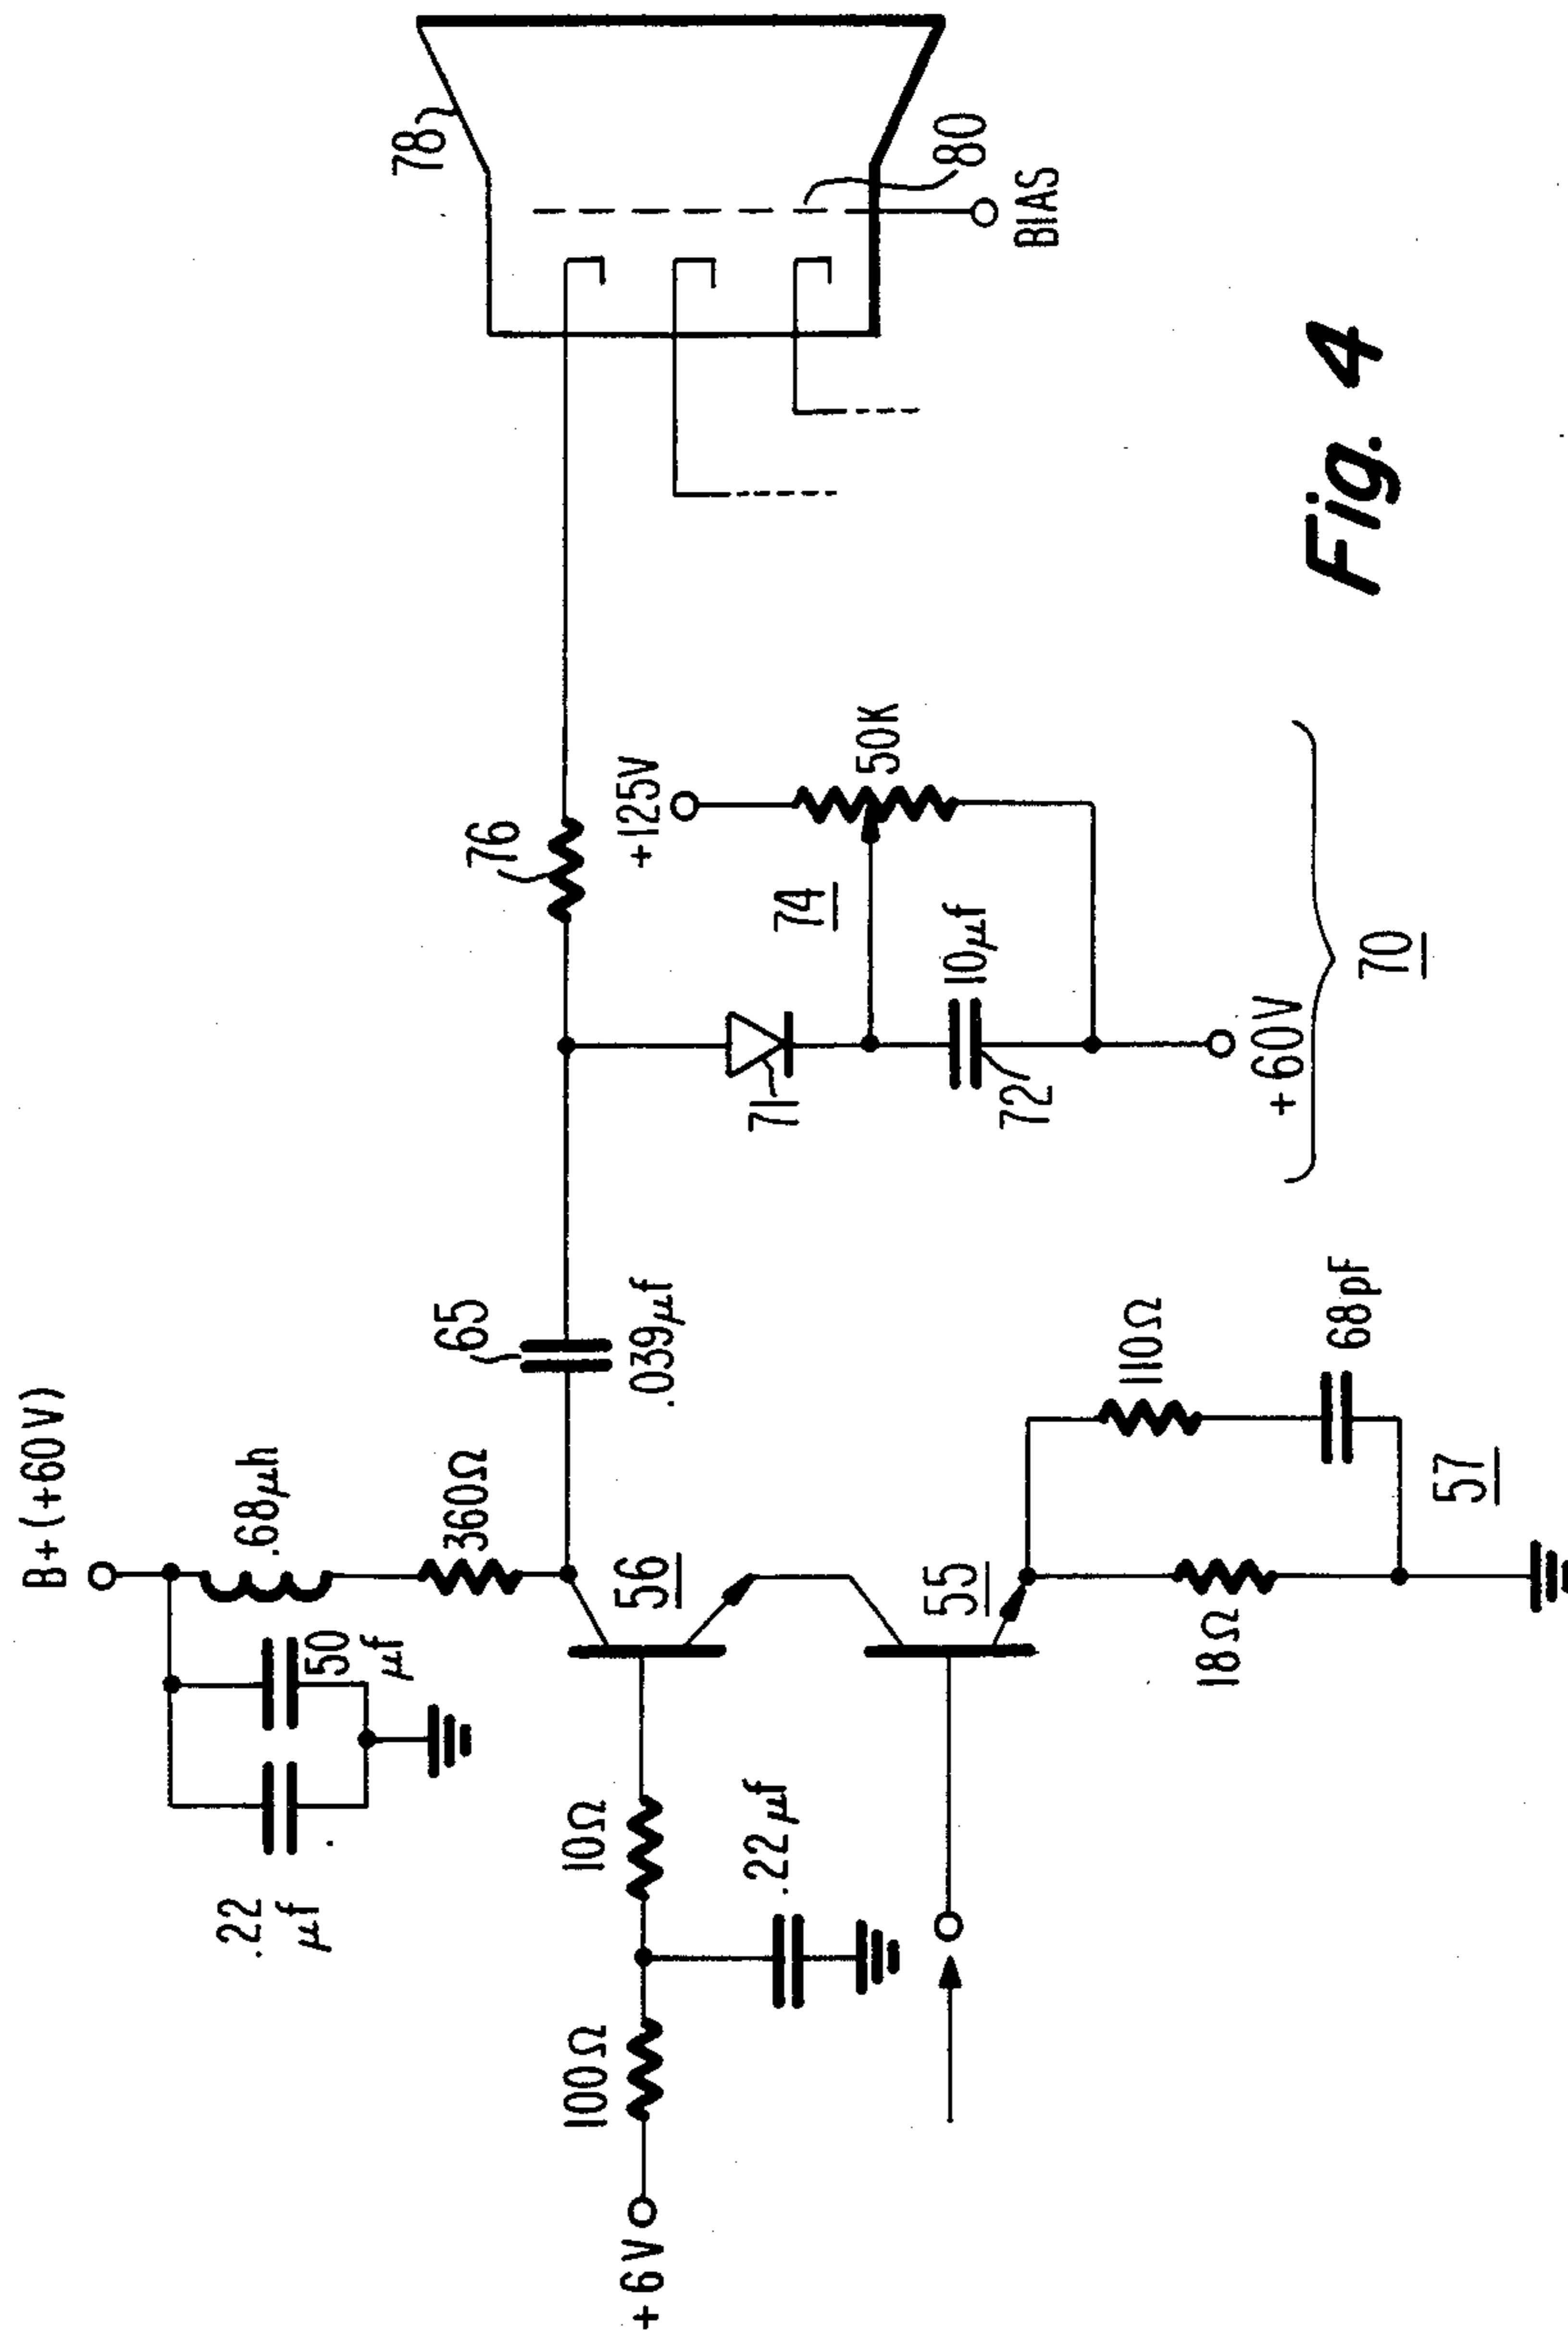 B+(+60V)
.22
µf
50
µf
.68µh
360Ω
65
.039µf
76
78
+125V
50K
74
10µf
71
72
+60V
70
80
BIAS
56
55
10Ω
100Ω
.22µf
+6V
110Ω
68pF
18Ω
57
Fig. 4